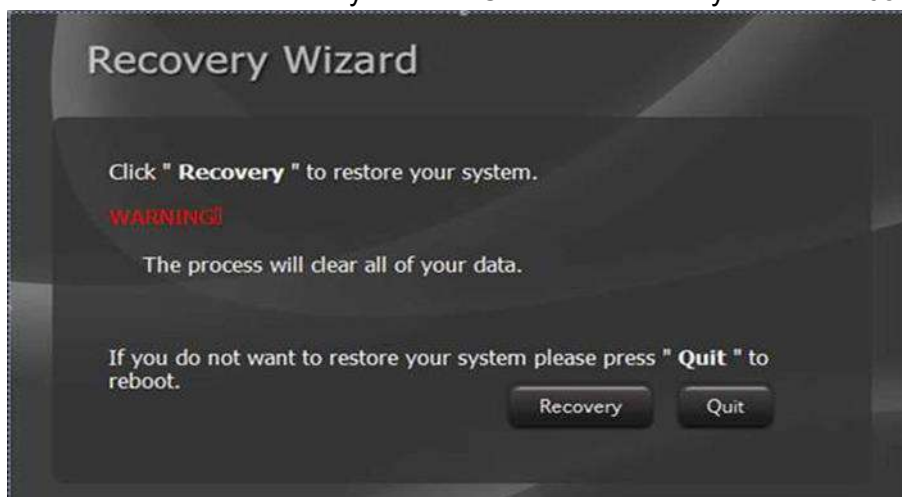 Recovery Wizard
Click " Recovery " to restore your system.
WARNING
The process will clear all of your data.
If you do not want to restore your system please press " Quit " to
reboot.
Recovery
Quit